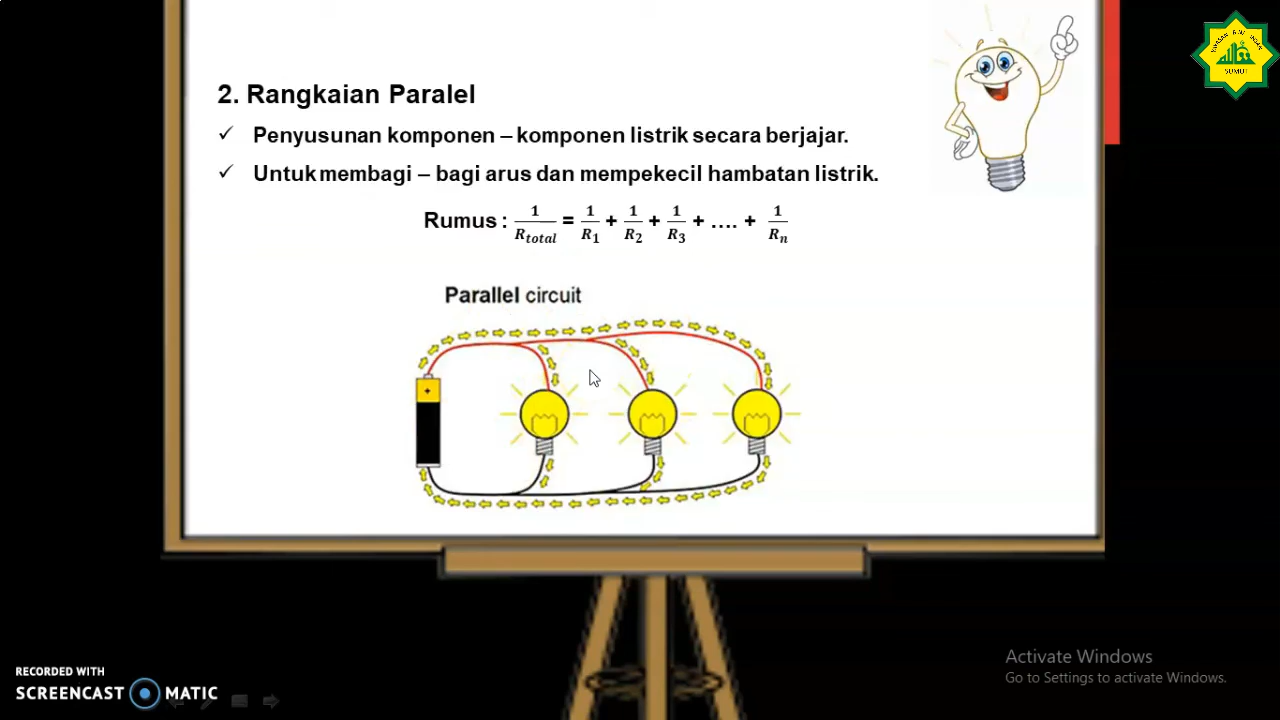 2. Rangkaian Paralel
✓ Penyusunan komponen – komponen listrik secara berjajar.
✓ Untuk membagi – bagi arus dan mempekecil hambatan listrik.
Rumus : 1/R_total = 1/R_1 + 1/R_2 + 1/R_3 + …. + 1/R_n
Parallel circuit
+
SUMUT
Activate Windows
Go to Settings to activate Windows.
RECORDED WITH
SCREENCAST MATIC